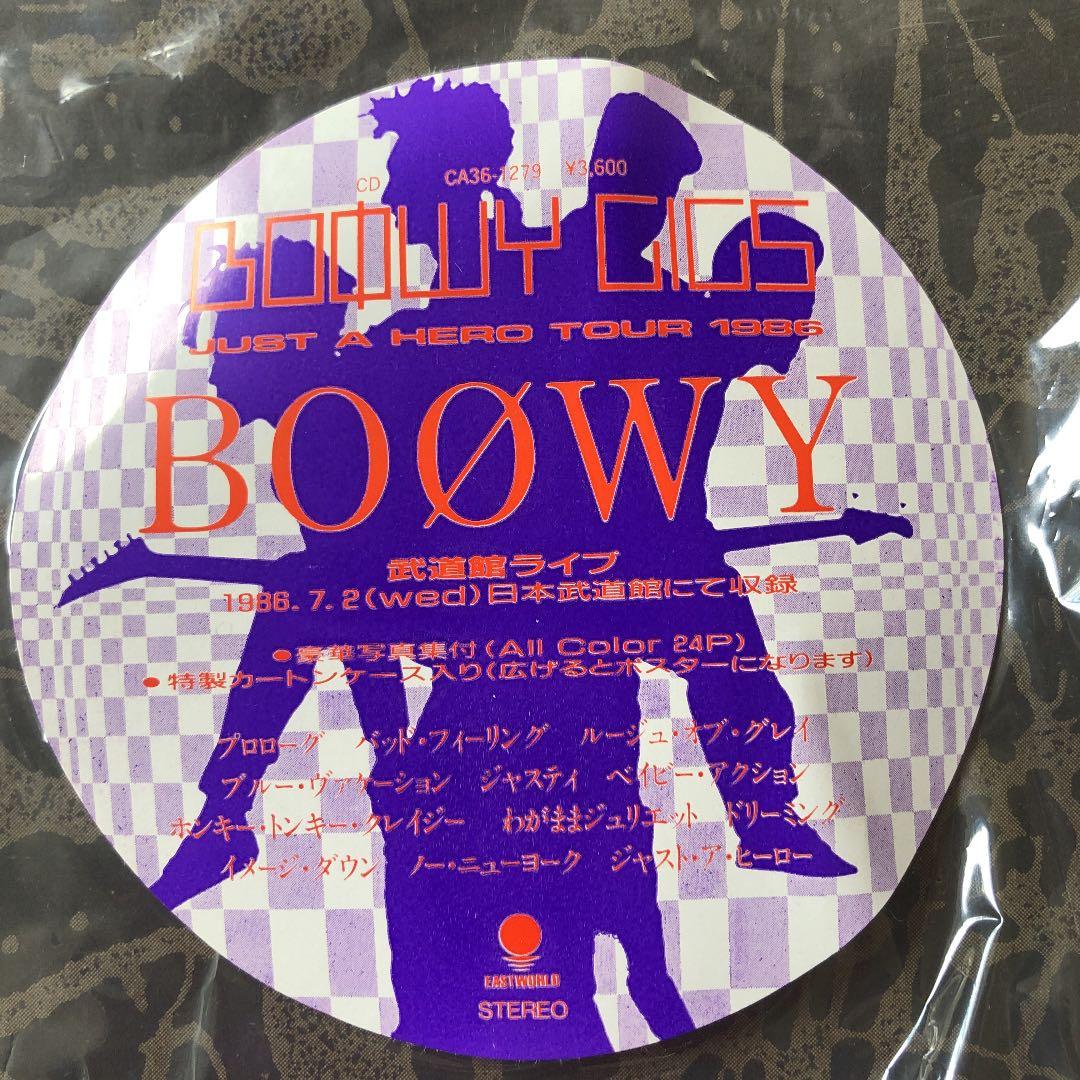 CD CA36-1279 ¥3,600
BOØWY GIGS
JUST A HERO TOUR 1986
BOØWY
武道館ライブ
1986.7.2(wed)日本武道館にて収録
●豪華写真集付(All Color 24P)
●特製カートンケース入り(広げるとポスターになります)
プロローグ バッド・フィーリング ルージュ・オブ・グレイ
ブルー・ヴァケーション ジャスティ ベイビー・アクション
ホンキー・トンキー・クレイジー わがままジュリエット ドリーミング
イメージ・ダウン ノー・ニューヨーク ジャスト・ア・ヒーロー
EASTWORLD
STEREO